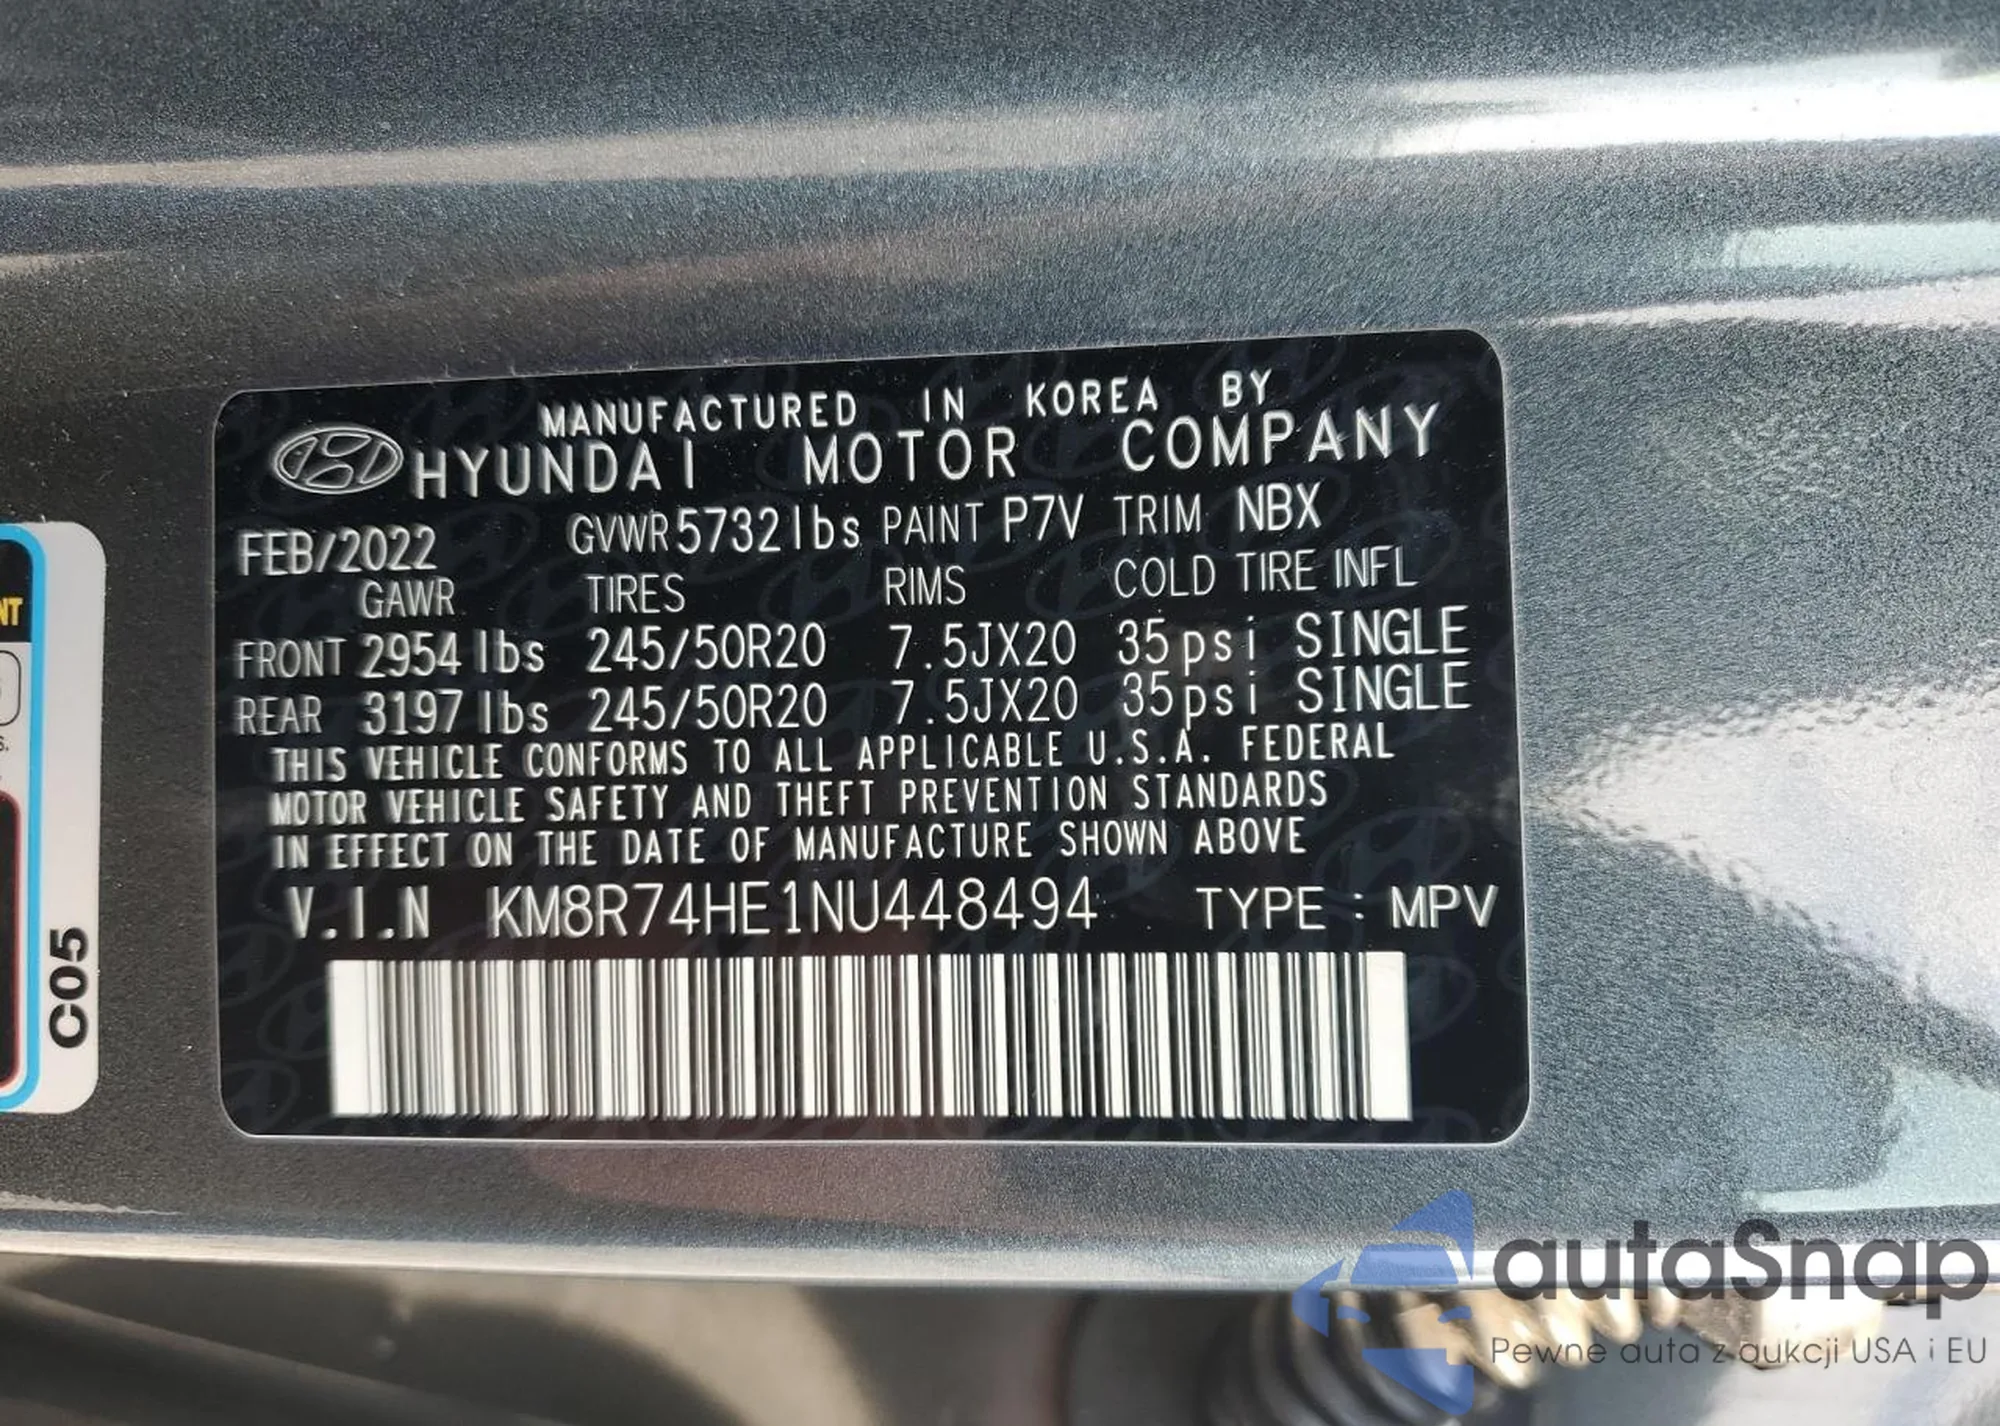 MANUFACTURED IN KOREA BY
HYUNDAI MOTOR COMPANY
FEB/2022 GVWR 5732 lbs PAINT P7V TRIM NBX
GAWR TIRES RIMS COLD TIRE INFL
FRONT 2954 lbs 245/50R20 7.5JX20 35psi SINGLE
REAR 3197 lbs 245/50R20 7.5JX20 35psi SINGLE
THIS VEHICLE CONFORMS TO ALL APPLICABLE U.S.A. FEDERAL
MOTOR VEHICLE SAFETY AND THEFT PREVENTION STANDARDS
IN EFFECT ON THE DATE OF MANUFACTURE SHOWN ABOVE
V.I.N KM8R74HE1NU448494 TYPE : MPV
NT
C05
autaSnap
Pewne auta z aukcji USA i EU